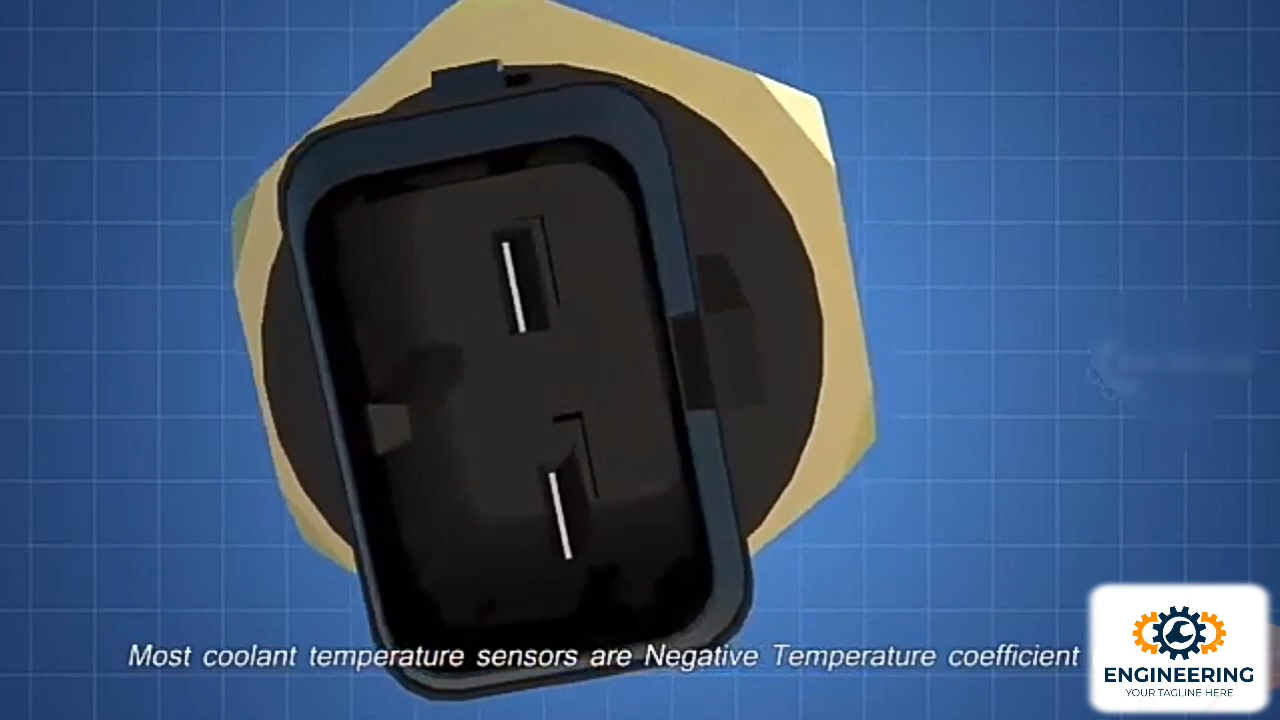 Most coolant temperature sensors are Negative Temperature coefficient
ENGINEERING
YOUR TAGLINE HERE